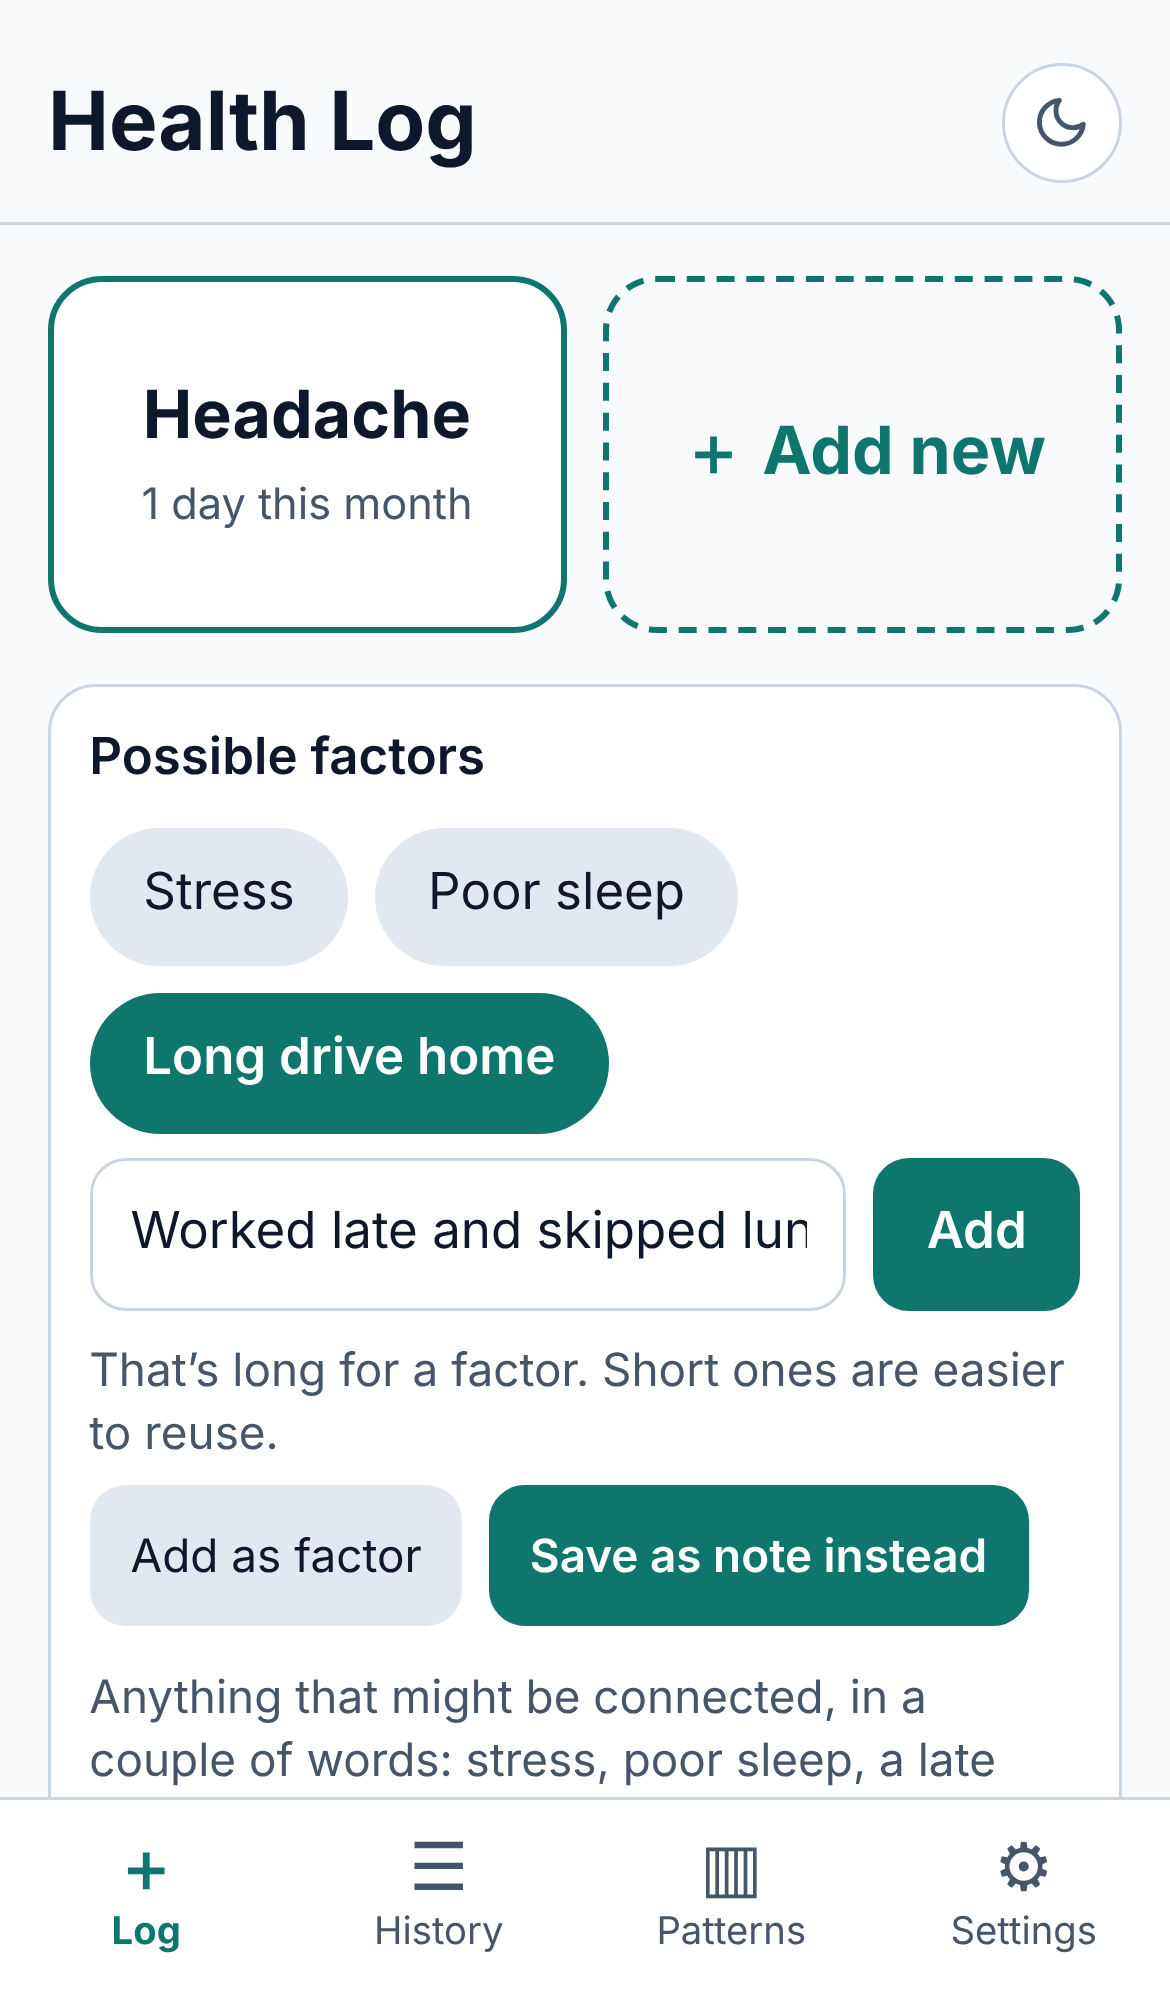 Health Log
Headache
1 day this month
+ Add new
Possible factors
Stress
Poor sleep
Long drive home
Worked late and skipped lun
Add
That’s long for a factor. Short ones are easier
to reuse.
Add as factor
Save as note instead
Anything that might be connected, in a
couple of words: stress, poor sleep, a late
Log
History
Patterns
Settings